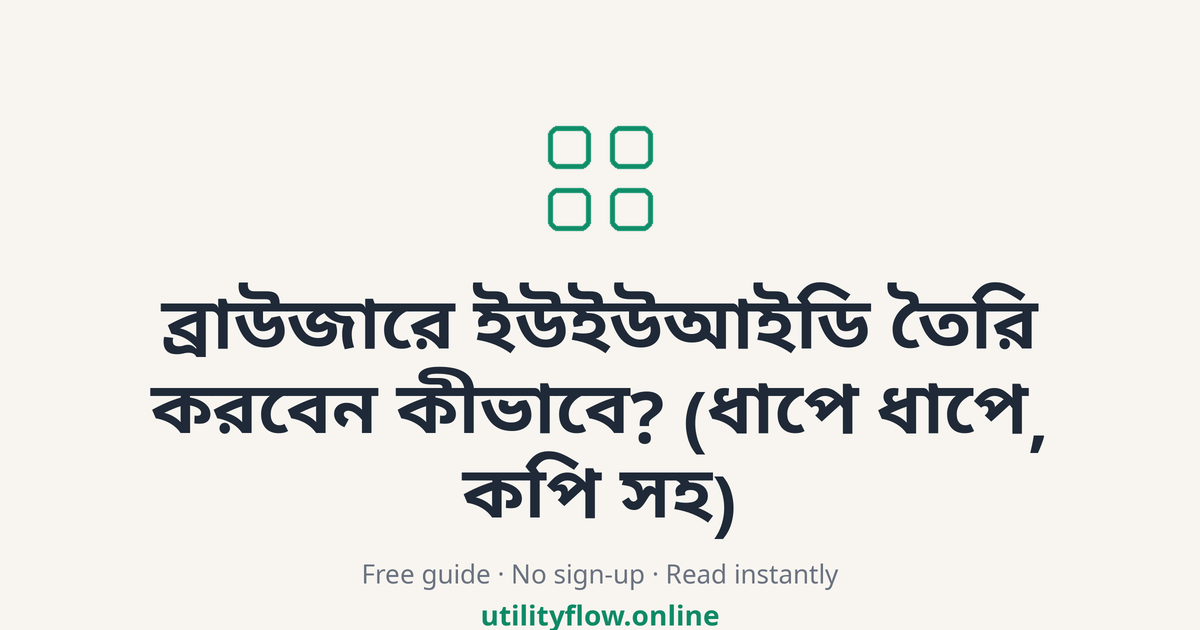 ব্রাউজারে ইউইউআইডি তৈরি
করবেন কীভাবে? (ধাপে ধাপে,
কপি সহ)
Free guide · No sign-up · Read instantly
utilityflow.online